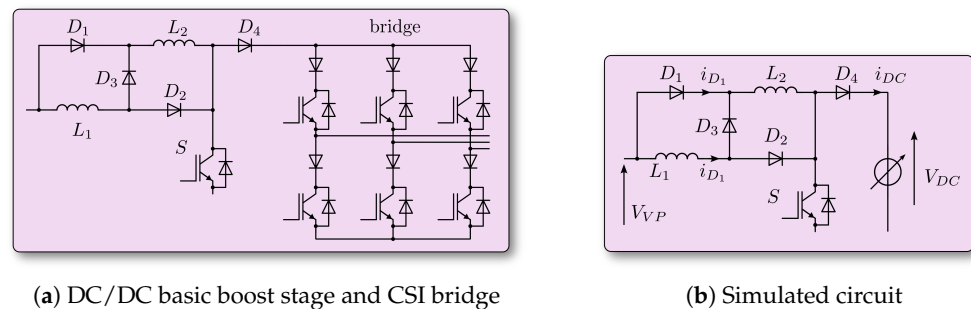 D1 L2 D4 bridge
D3 D2
L1
S
D1 iD1 L2 D4 iDC
D3 D2
L1 iD1
VVP S VDC
(a) DC/DC basic boost stage and CSI bridge
(b) Simulated circuit